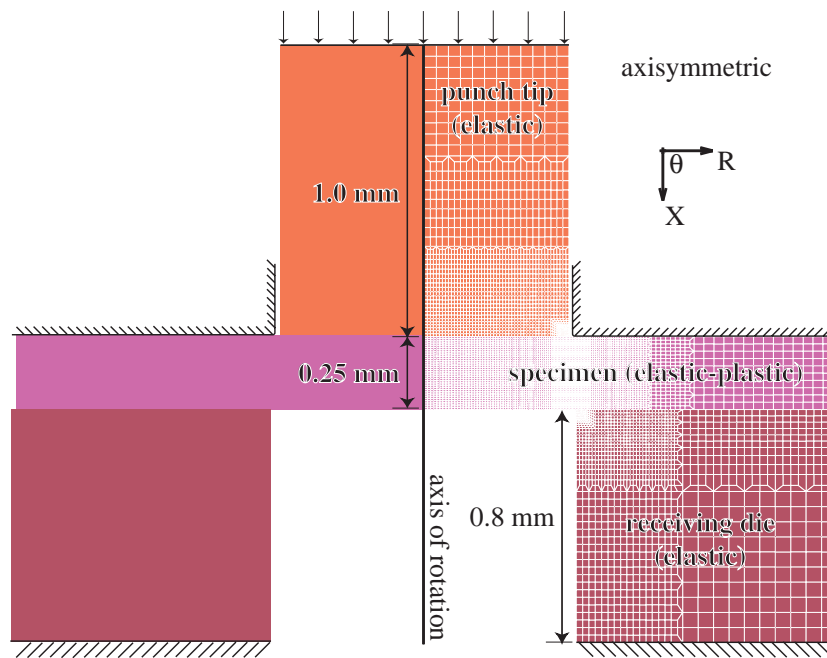 axisymmetric
punch tip
(elastic)
θ
R
X
1.0 mm
0.25 mm
specimen (elastic-plastic)
0.8 mm
receiving die
(elastic)
axis of rotation